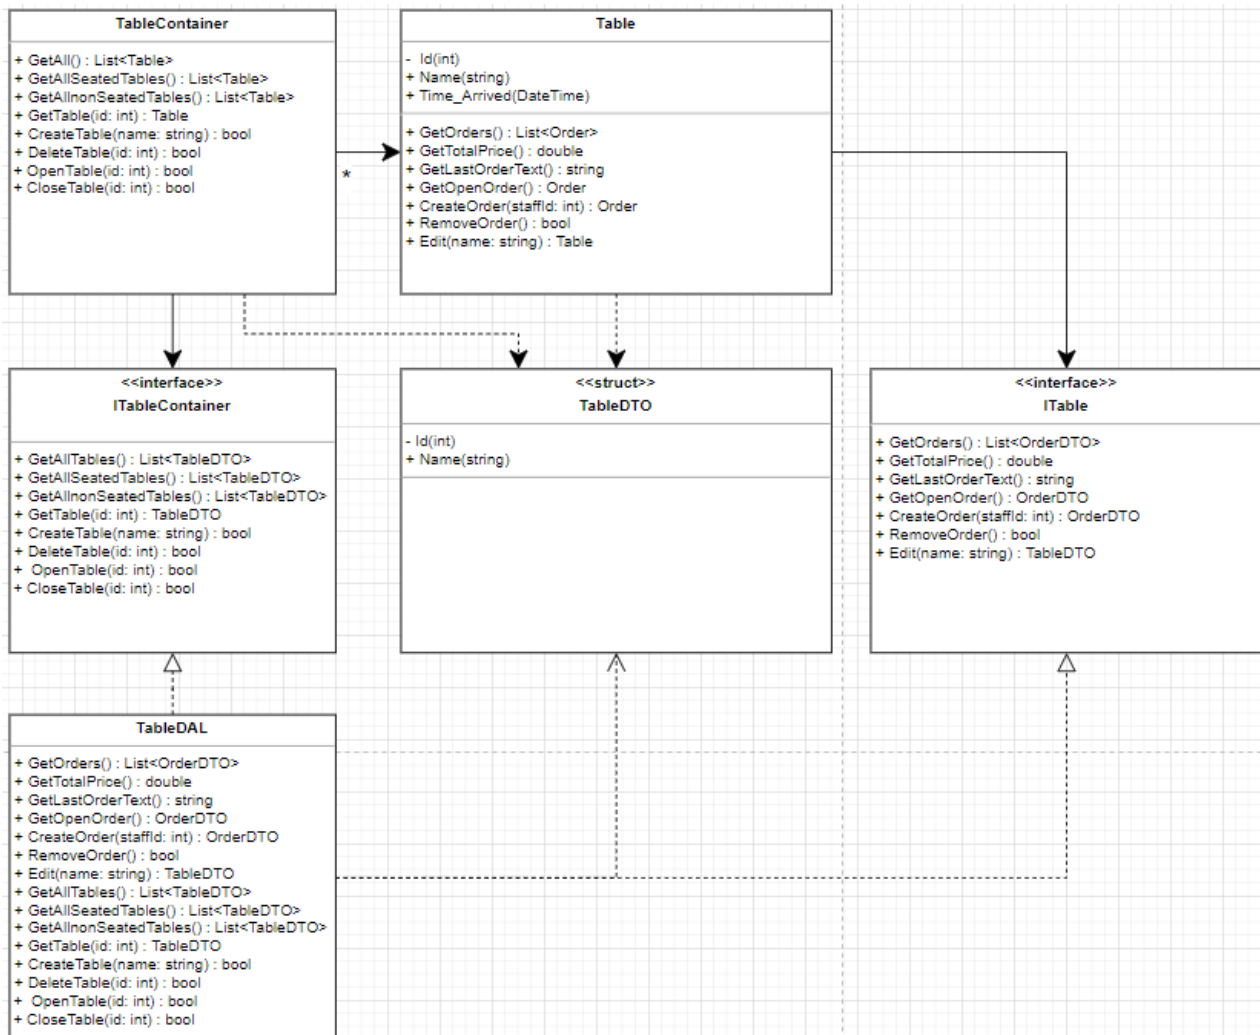 TableContainer
+ GetAll() : List<Table>
+ GetAllSeatedTables() : List<Table>
+ GetAllnonSeatedTables() : List<Table>
+ GetTable(id: int) : Table
+ CreateTable(name: string) : bool
+ DeleteTable(id: int) : bool
+ OpenTable(id: int) : bool
+ CloseTable(id: int) : bool
*
Table
- Id(int)
+ Name(string)
+ Time_Arrived(DateTime)
+ GetOrders() : List<Order>
+ GetTotalPrice() : double
+ GetLastOrderText() : string
+ GetOpenOrder() : Order
+ CreateOrder(staffId: int) : Order
+ RemoveOrder() : bool
+ Edit(name: string) : Table
<<interface>>
ITableContainer
+ GetAllTables() : List<TableDTO>
+ GetAllSeatedTables() : List<TableDTO>
+ GetAllnonSeatedTables() : List<TableDTO>
+ GetTable(id: int) : TableDTO
+ CreateTable(name: string) : bool
+ DeleteTable(id: int) : bool
+ OpenTable(id: int) : bool
+ CloseTable(id: int) : bool
<<struct>>
TableDTO
- Id(int)
+ Name(string)
<<interface>>
ITable
+ GetOrders() : List<OrderDTO>
+ GetTotalPrice() : double
+ GetLastOrderText() : string
+ GetOpenOrder() : OrderDTO
+ CreateOrder(staffId: int) : OrderDTO
+ RemoveOrder() : bool
+ Edit(name: string) : TableDTO
TableDAL
+ GetOrders() : List<OrderDTO>
+ GetTotalPrice() : double
+ GetLastOrderText() : string
+ GetOpenOrder() : OrderDTO
+ CreateOrder(staffId: int) : OrderDTO
+ RemoveOrder() : bool
+ Edit(name: string) : TableDTO
+ GetAllTables() : List<TableDTO>
+ GetAllSeatedTables() : List<TableDTO>
+ GetAllnonSeatedTables() : List<TableDTO>
+ GetTable(id: int) : TableDTO
+ CreateTable(name: string) : bool
+ DeleteTable(id: int) : bool
+ OpenTable(id: int) : bool
+ CloseTable(id: int) : bool